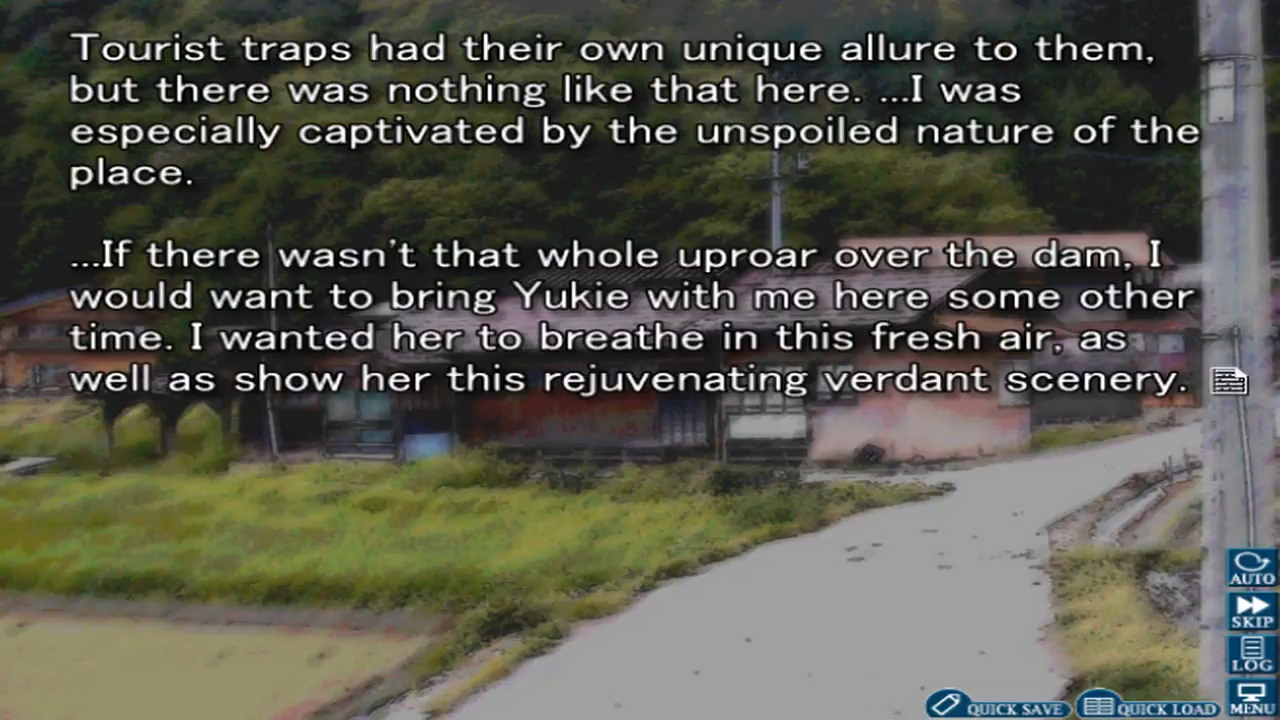 Tourist traps had their own unique allure to them,
but there was nothing like that here. ...I was
especially captivated by the unspoiled nature of the
place.
...If there wasn't that whole uproar over the dam, I
would want to bring Yukie with me here some other
time. I wanted her to breathe in this fresh air, as
well as show her this rejuvenating verdant scenery.
AUTO
SKIP
LOG
MENU
QUICK SAVE
QUICK LOAD